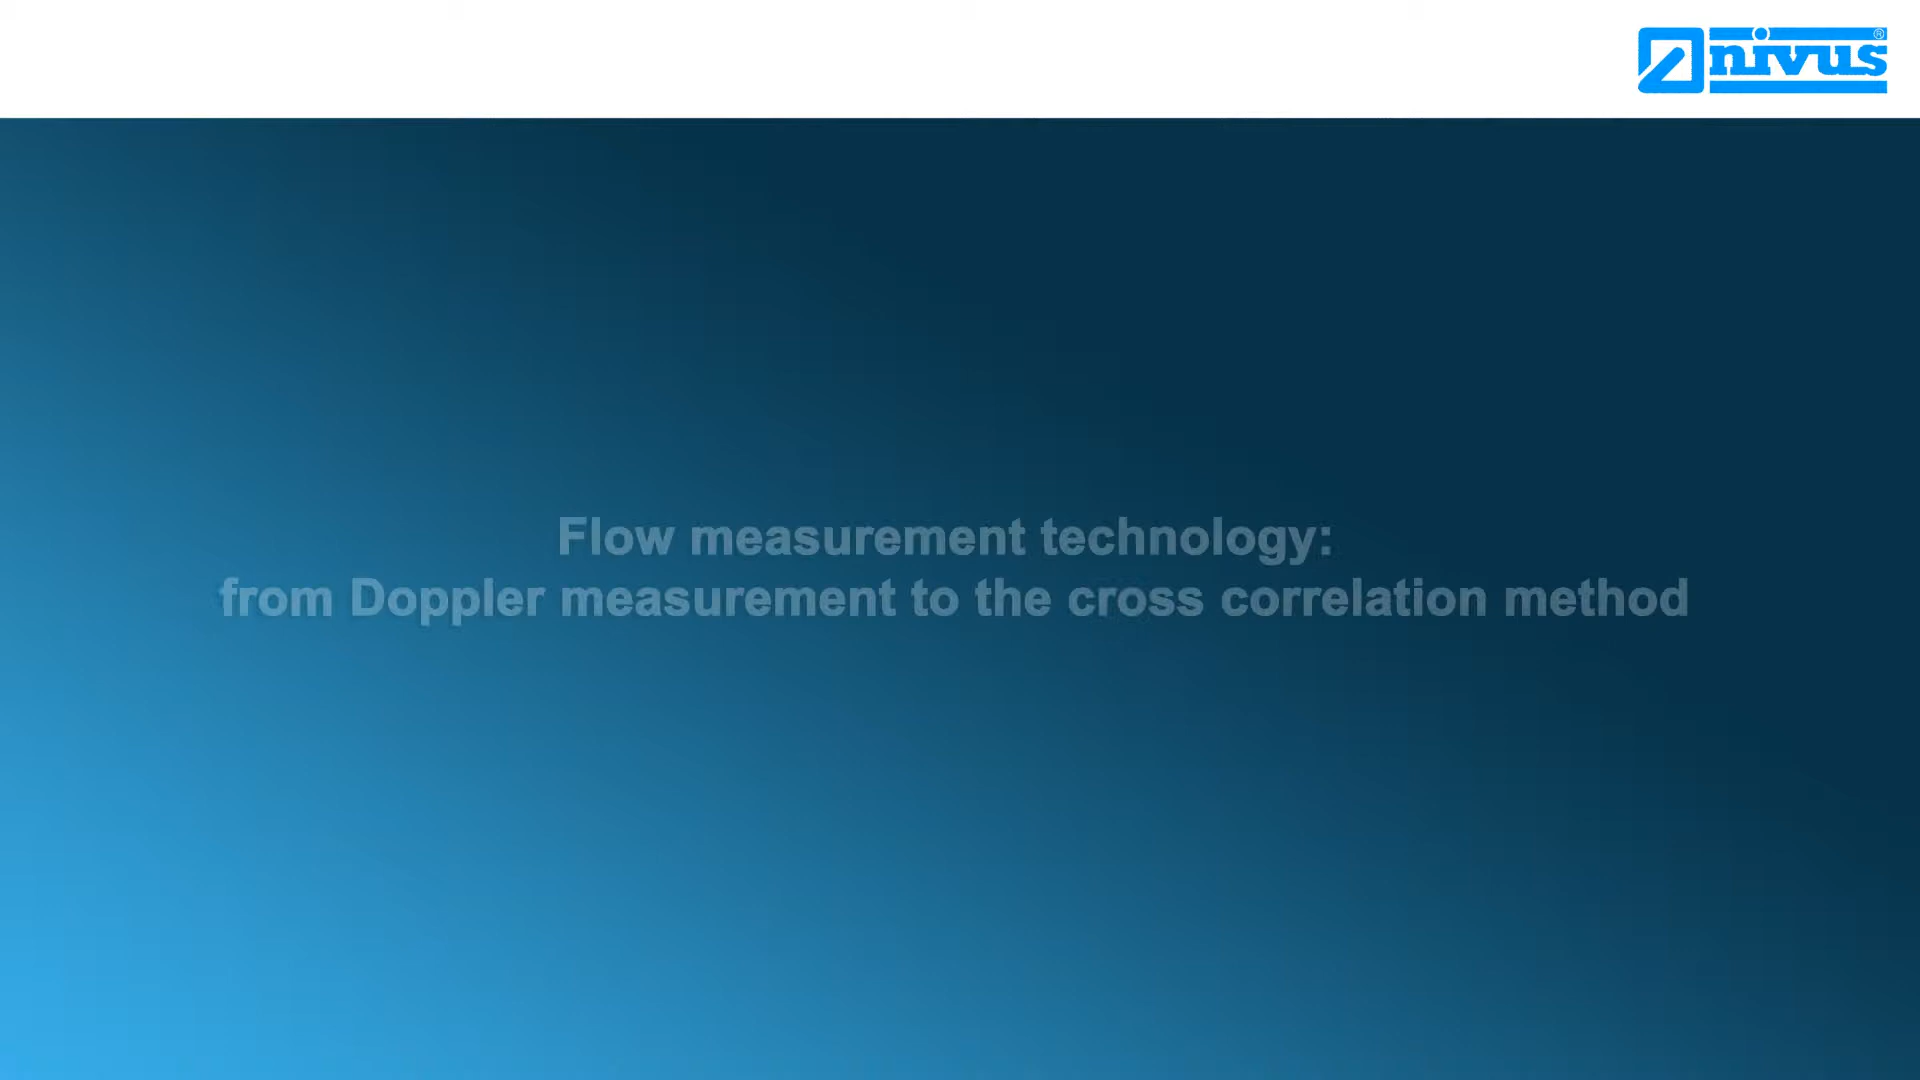 nivus®
Flow measurement technology:
from Doppler measurement to the cross correlation method